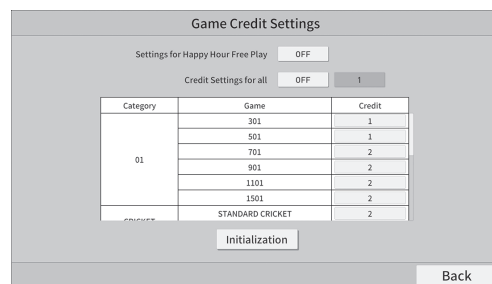 Game Credit Settings
Settings for Happy Hour Free Play OFF
Credit Settings for all OFF 1
Category Game Credit
301 1
501 1
701 2
01
901 2
1101 2
1501 2
CRICKET STANDARD CRICKET 2
Initialization
Back